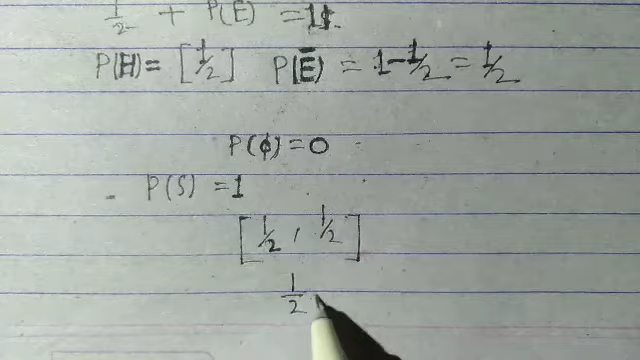 1/2 + P(E̅) = 1
P(H) = [1/2] P(E̅) = 1 - 1/2 = 1/2
P(ϕ) = 0
P(S) = 1
[1/2, 1/2]
1/2